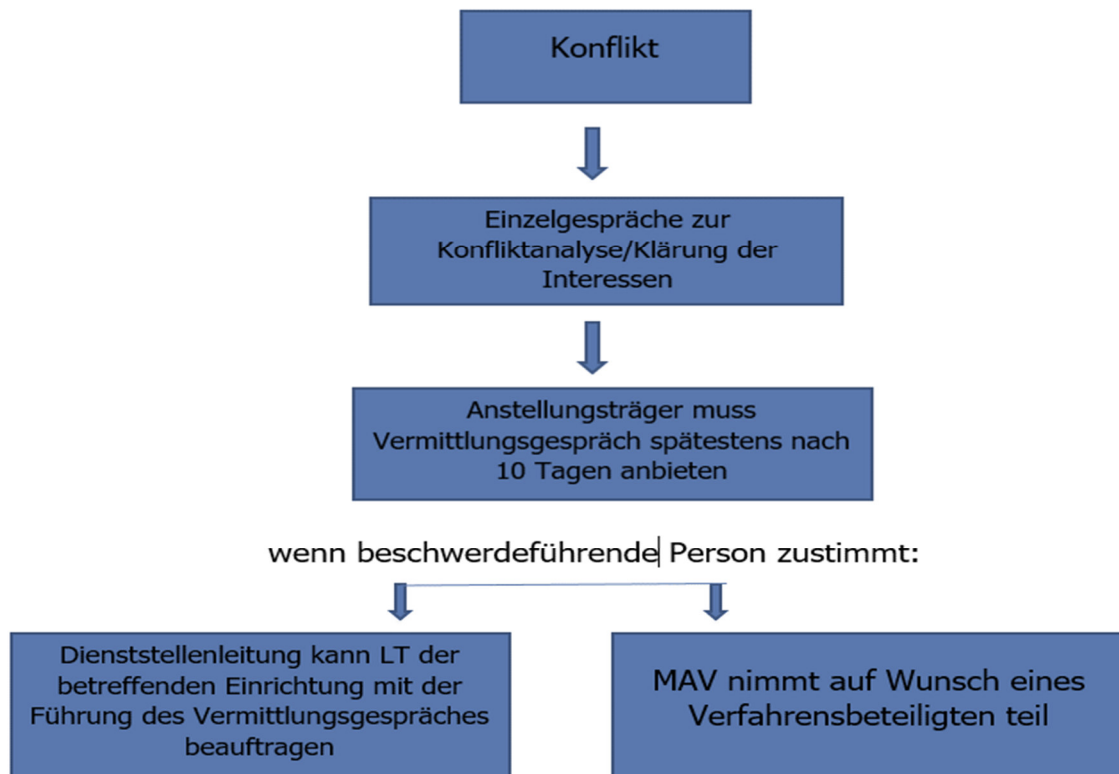 Konflikt
Einzelgespräche zur
Konfliktanalyse/Klärung der
Interessen
Anstellungsträger muss
Vermittlungsgespräch spätestens nach
10 Tagen anbieten
wenn beschwerdeführende Person zustimmt:
Dienststellenleitung kann LT der
betreffenden Einrichtung mit der
Führung des Vermittlungsgespräches
beauftragen
MAV nimmt auf Wunsch eines
Verfahrensbeteiligten teil